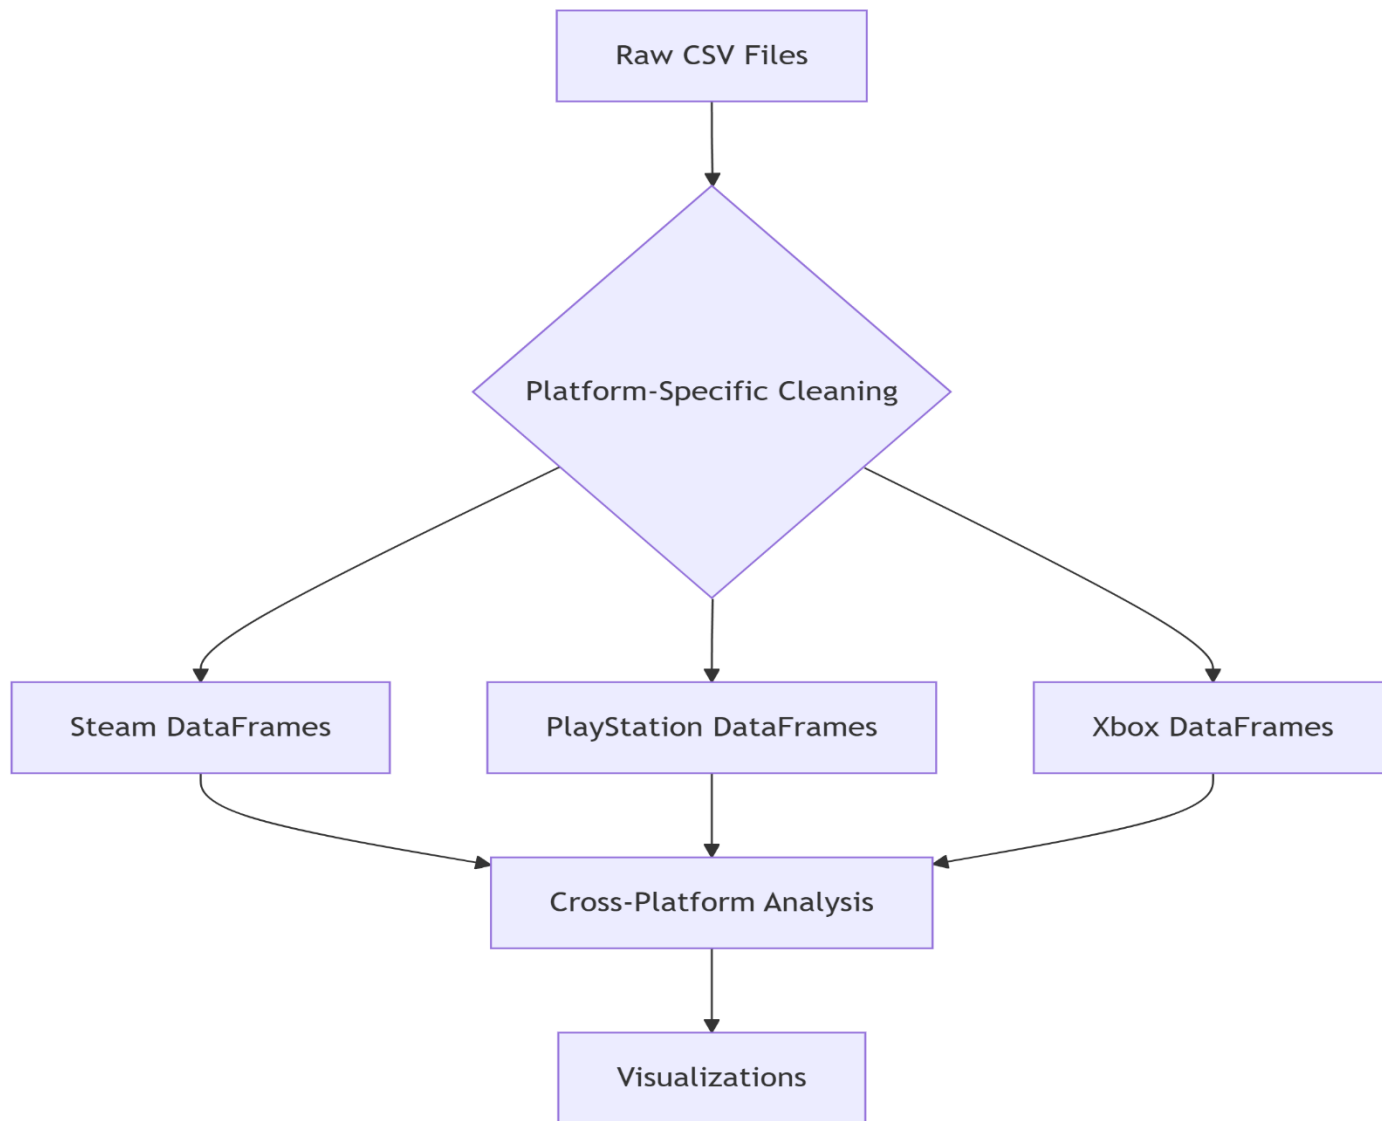 Raw CSV Files
Platform-Specific Cleaning
Steam DataFrames
PlayStation DataFrames
Xbox DataFrames
Cross-Platform Analysis
Visualizations